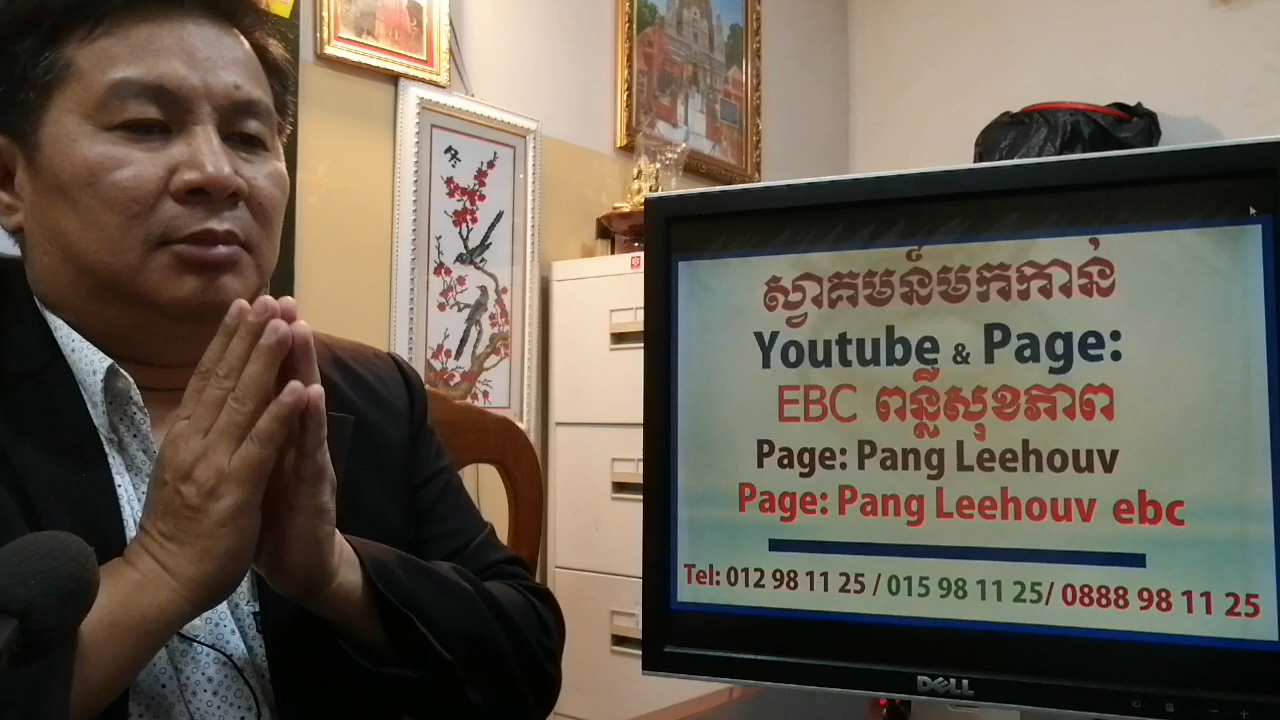 冬
ស្វាគមន៍មកកាន់
Youtube & Page:
EBC ពន្លឺសុខភាព
Page: Pang Leehouv
Page: Pang Leehouv ebc
Tel: 012 98 11 25 / 015 98 11 25/ 0888 98 11 25
DELL